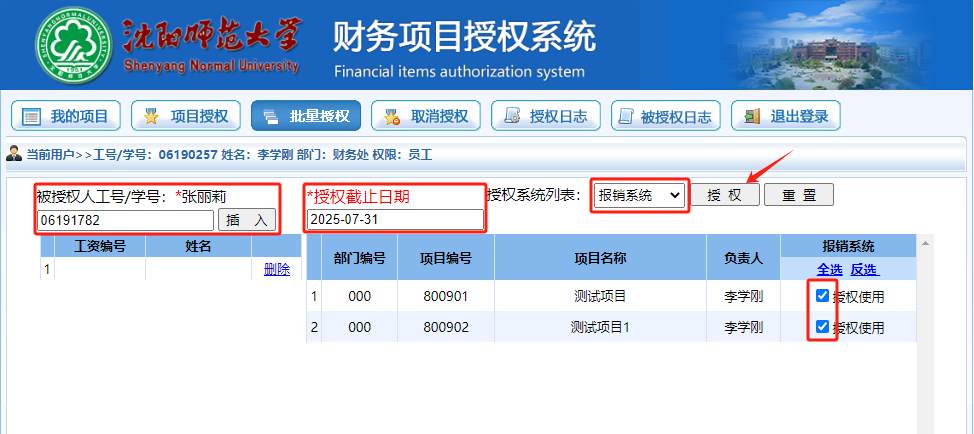 沈阳师范大学
Shenyang Normal University
财务项目授权系统
Financial items authorization system
我的项目 项目授权 批量授权 取消授权 授权日志 被授权日志 退出登录
当前用户>>工号/学号：06190257 姓名：李学刚 部门：财务处 权限：员工
被授权人工号/学号：*张丽莉
06191782 插 入
*授权截止日期
2025-07-31
授权系统列表： 报销系统 授 权 重 置
工资编号 姓名
1 删除
部门编号 项目编号 项目名称 负责人 报销系统
全选 反选
1 000 800901 测试项目 李学刚 授权使用
2 000 800902 测试项目1 李学刚 授权使用